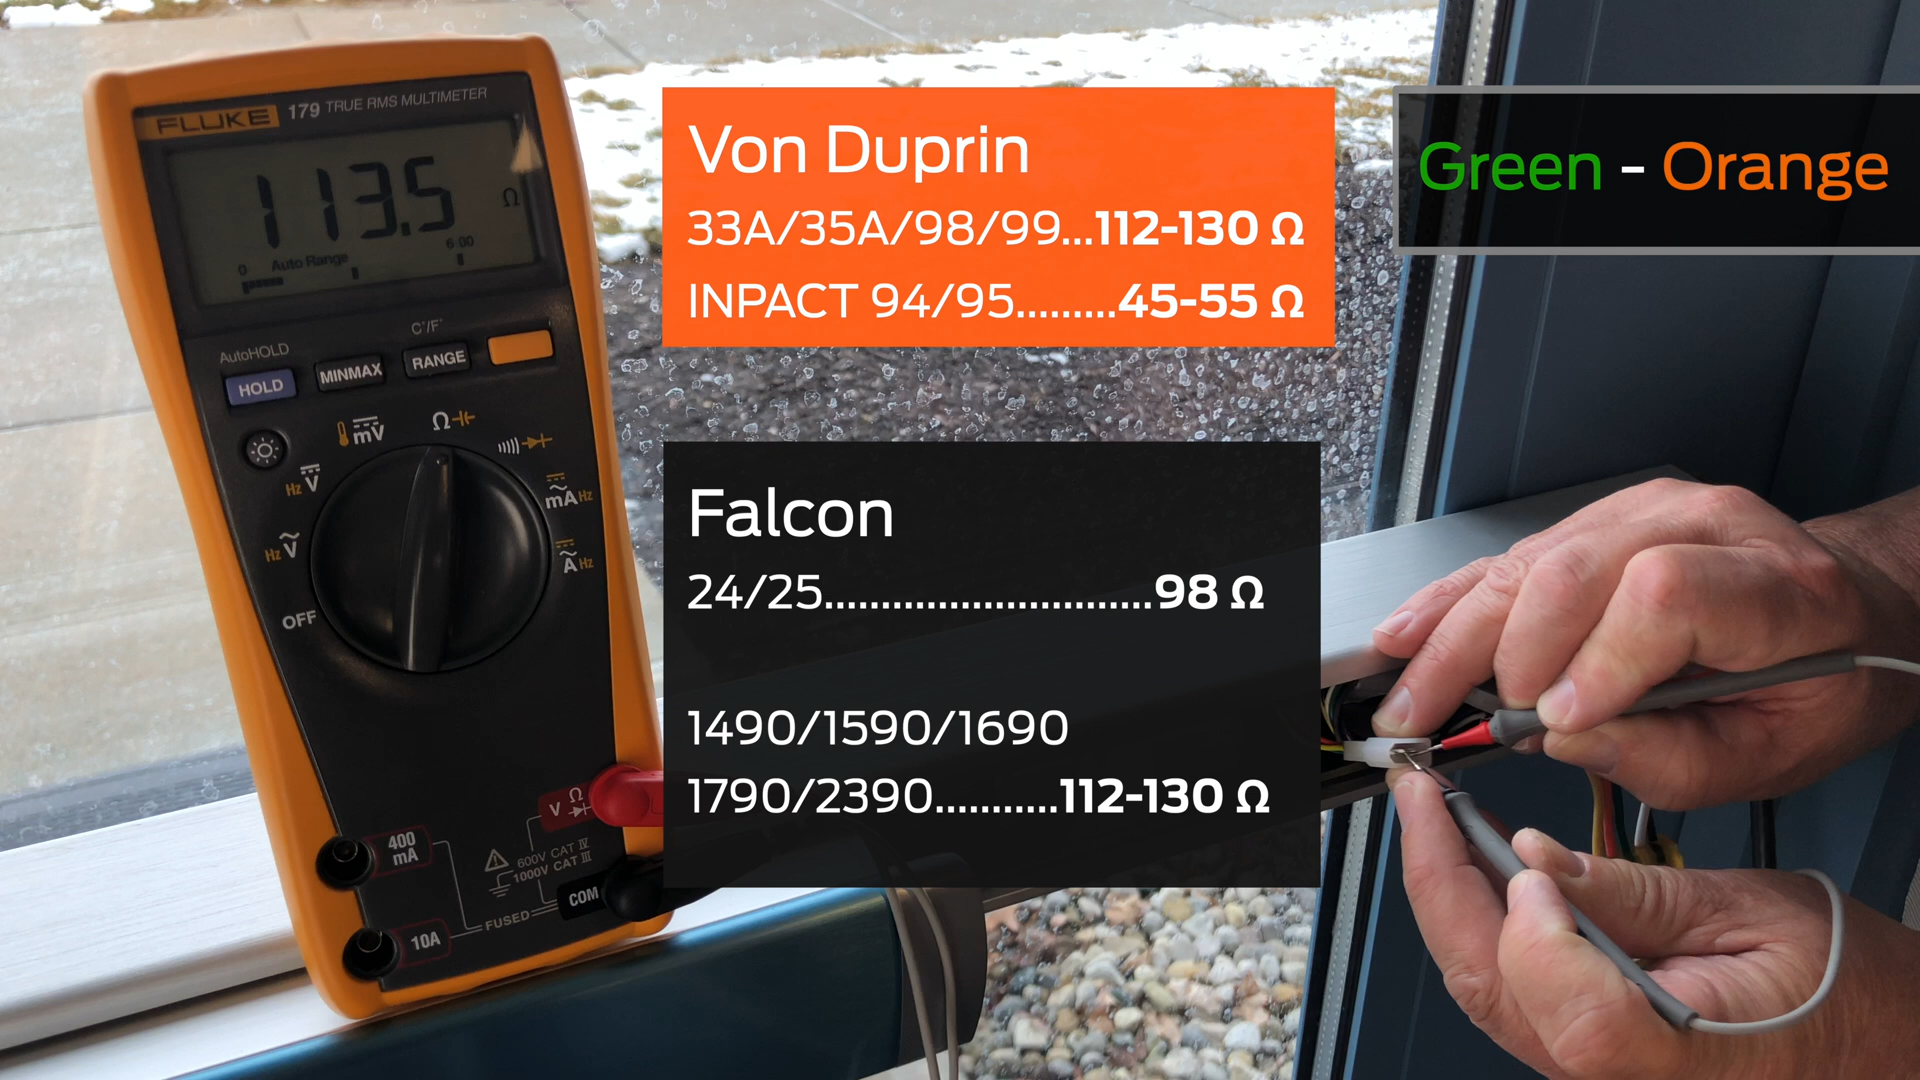 FLUKE 179 TRUE RMS MULTIMETER
113.5 Ω
0 Auto Range 600
AutoHOLD
C°/F°
HOLD MINMAX RANGE
mV Ω
Hz V
mA Hz
Hz V
A Hz
OFF
V Ω
400 mA
600V CAT IV
1000V CAT III
COM
FUSED
10A
Von Duprin
33A/35A/98/99...112-130 Ω
INPACT 94/95.........45-55 Ω
Falcon
24/25.............................98 Ω
1490/1590/1690
1790/2390...........112-130 Ω
Green - Orange